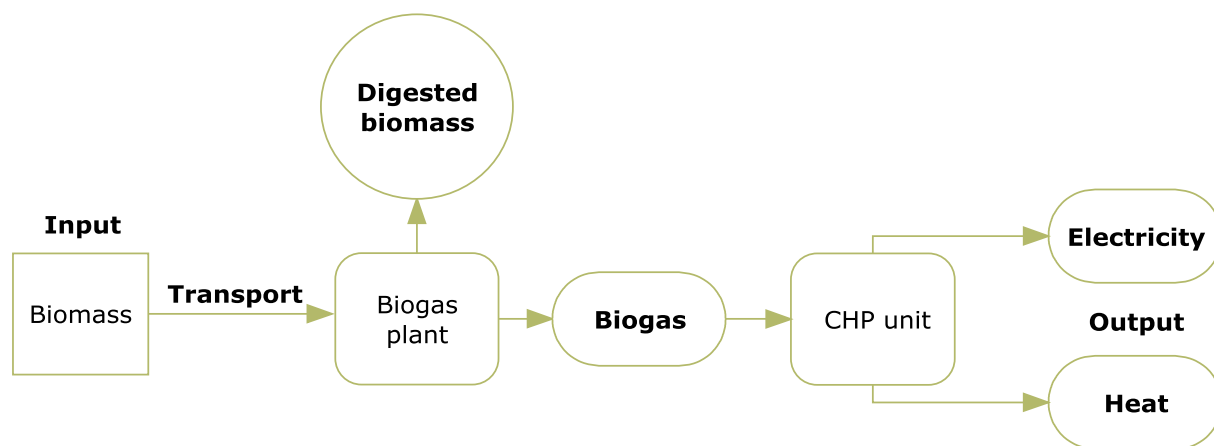 Digested
biomass
Input
Biomass
Transport
Biogas
plant
Biogas
CHP unit
Electricity
Output
Heat